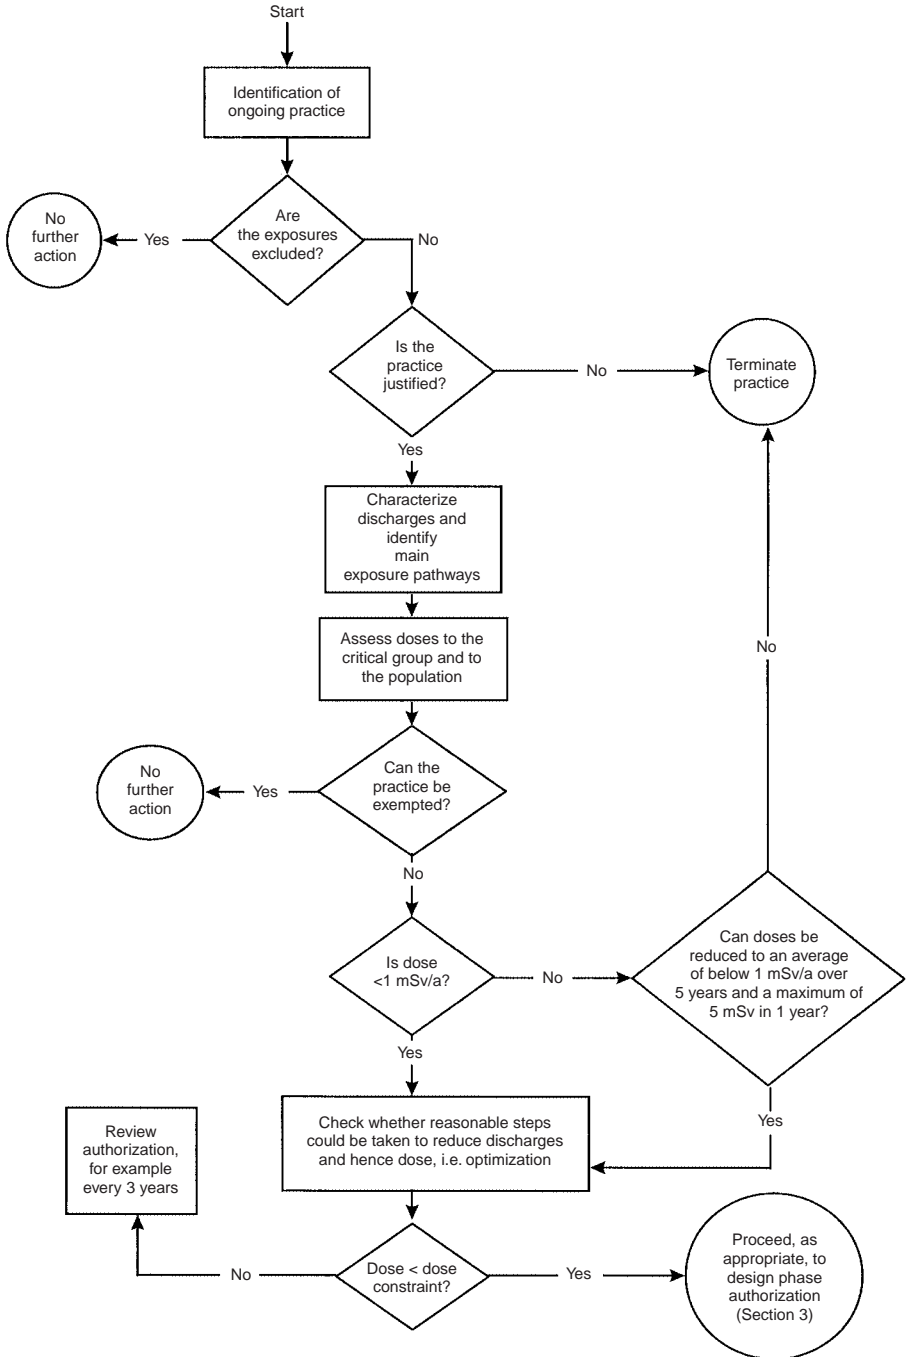 Start
Identification of
ongoing practice
Are
the exposures
excluded?
Yes
No
further
action
No
Is the
practice
justified?
No
Terminate
practice
Yes
Characterize
discharges and
identify
main
exposure pathways
Assess doses to the
critical group and to
the population
No
Can the
practice be
exempted?
Yes
No
further
action
No
Is dose
<1 mSv/a?
No
Can doses be
reduced to an average
of below 1 mSv/a over
5 years and a maximum of
5 mSv in 1 year?
Yes
Yes
Check whether reasonable steps
could be taken to reduce discharges
and hence dose, i.e. optimization
Review
authorization,
for example
every 3 years
Dose < dose
constraint?
No
Yes
Proceed, as
appropriate, to
design phase
authorization
(Section 3)